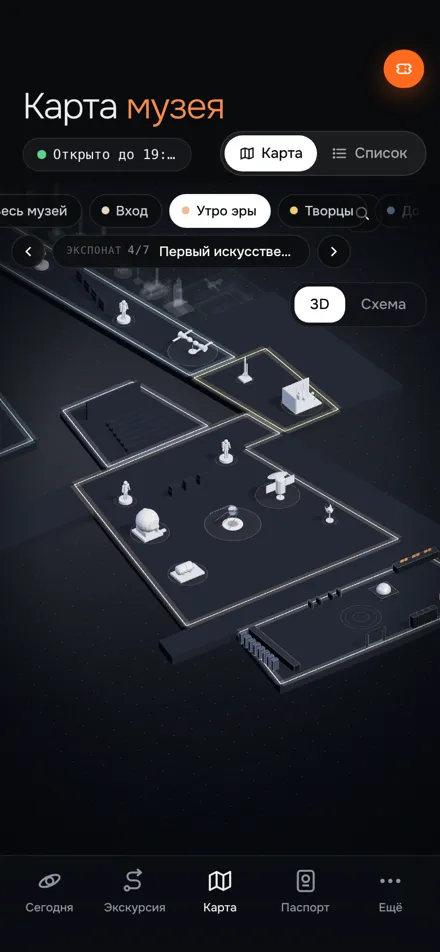 Карта музея
Открыто до 19:…
Карта
Список
есь музей
Вход
Утро эры
Творцы
До
ЭКСПОНАТ 4/7 Первый искусстве…
3D
Схема
Сегодня
Экскурсия
Карта
Паспорт
Ещё